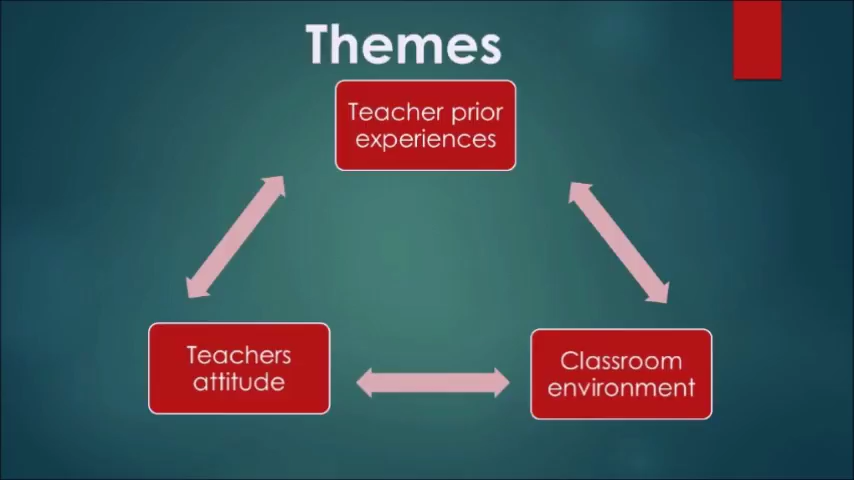 Themes
Teacher prior
experiences
Teachers
attitude
Classroom
environment